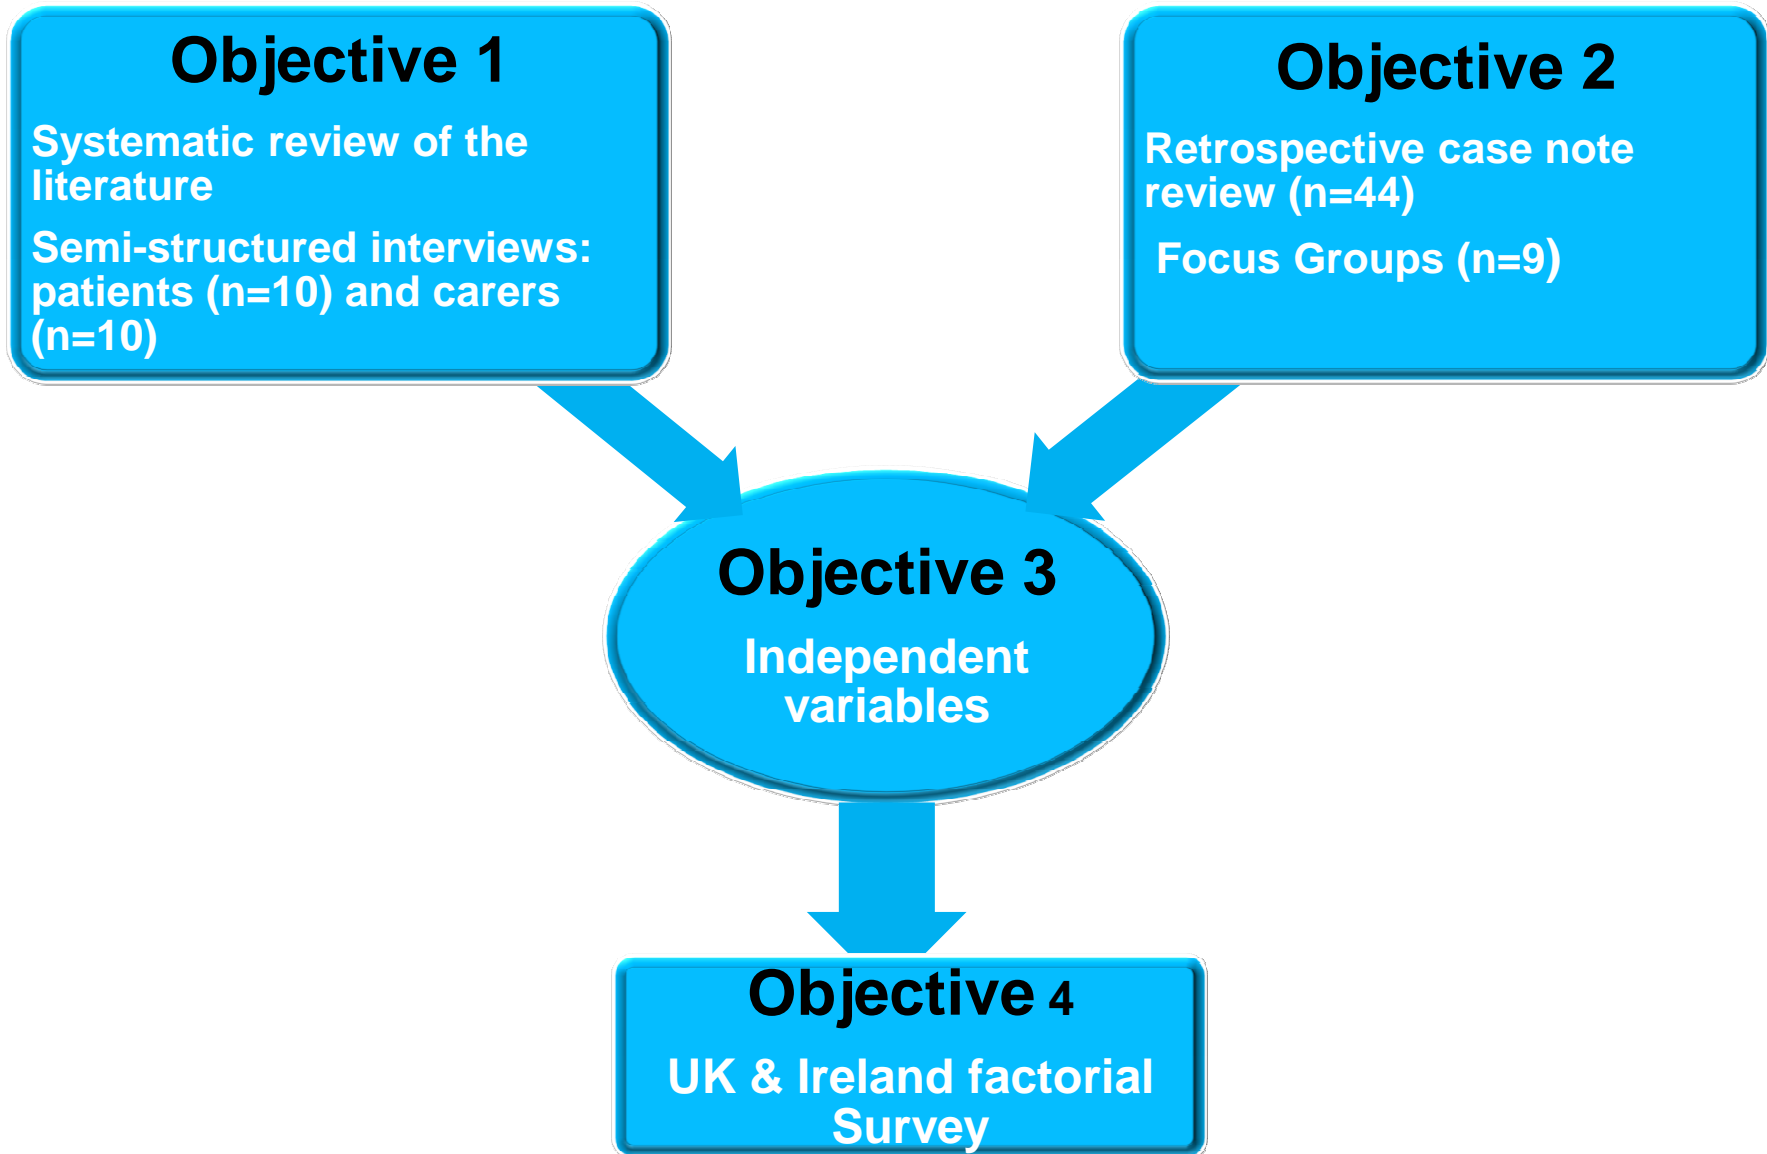 Objective 1
Systematic review of the
literature
Semi-structured interviews:
patients (n=10) and carers
(n=10)
Objective 2
Retrospective case note
review (n=44)
Focus Groups (n=9)
Objective 3
Independent
variables
Objective 4
UK & Ireland factorial
Survey